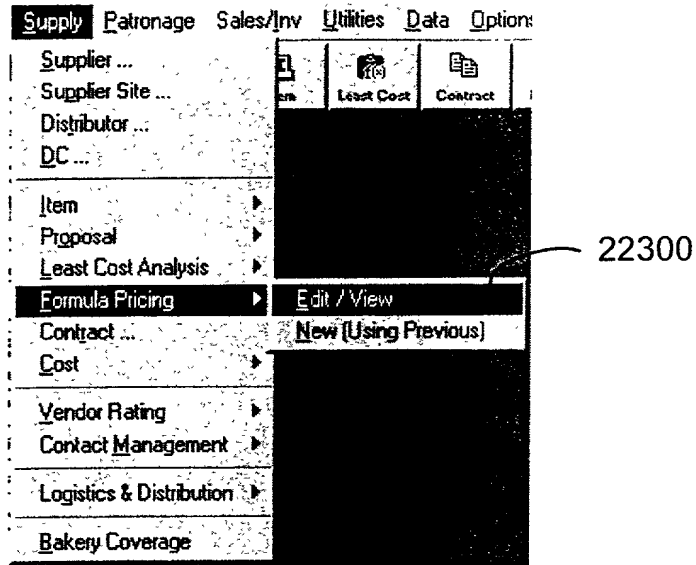 Supply Patronage Sales/Inv Utilities Data Option
Supplier ...
Supplier Site ...
Distributor ...
DC ...
Least Cost
Contract
Item
Proposal
Least Cost Analysis
Formula Pricing
Edit / View
22300
New (Using Previous)
Contract ...
Cost
Vendor Rating
Contact Management
Logistics & Distribution
Bakery Coverage